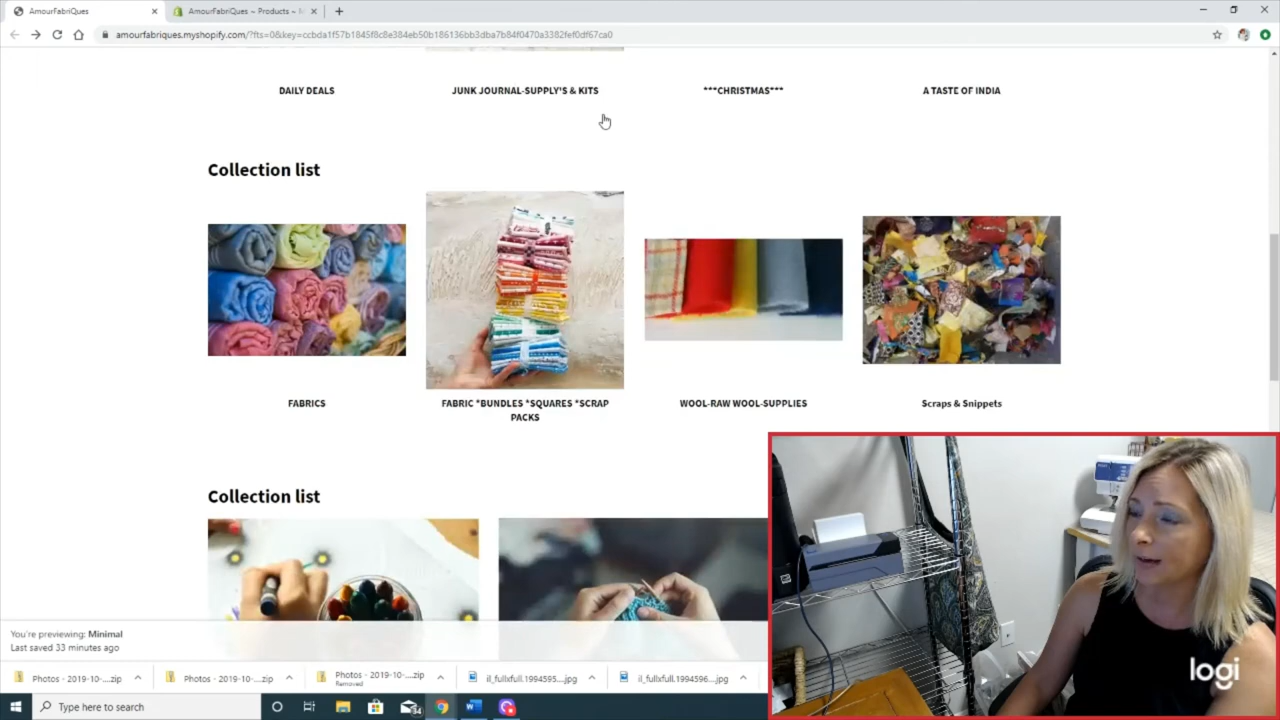 AmourFabriQues
AmourFabriQues ~ Products ~
amourfabriques.myshopify.com/?fts=0&key=ccbda1f57b1845f8c8e384eb50b186136bb3dba7b84f0470a3382fef0df67ca0
DAILY DEALS
JUNK JOURNAL-SUPPLY'S & KITS
***CHRISTMAS***
A TASTE OF INDIA
Collection list
FABRICS
FABRIC *BUNDLES *SQUARES *SCRAP
PACKS
WOOL-RAW WOOL-SUPPLIES
Scraps & Snippets
Collection list
You're previewing: Minimal
Last saved 33 minutes ago
Photos - 2019-10-....zip
Photos - 2019-10-....zip
Photos - 2019-10-....zip
Removed
il_fullxfull.1994595....jpg
il_fullxfull.1994596....jpg
Type here to search
34
logi